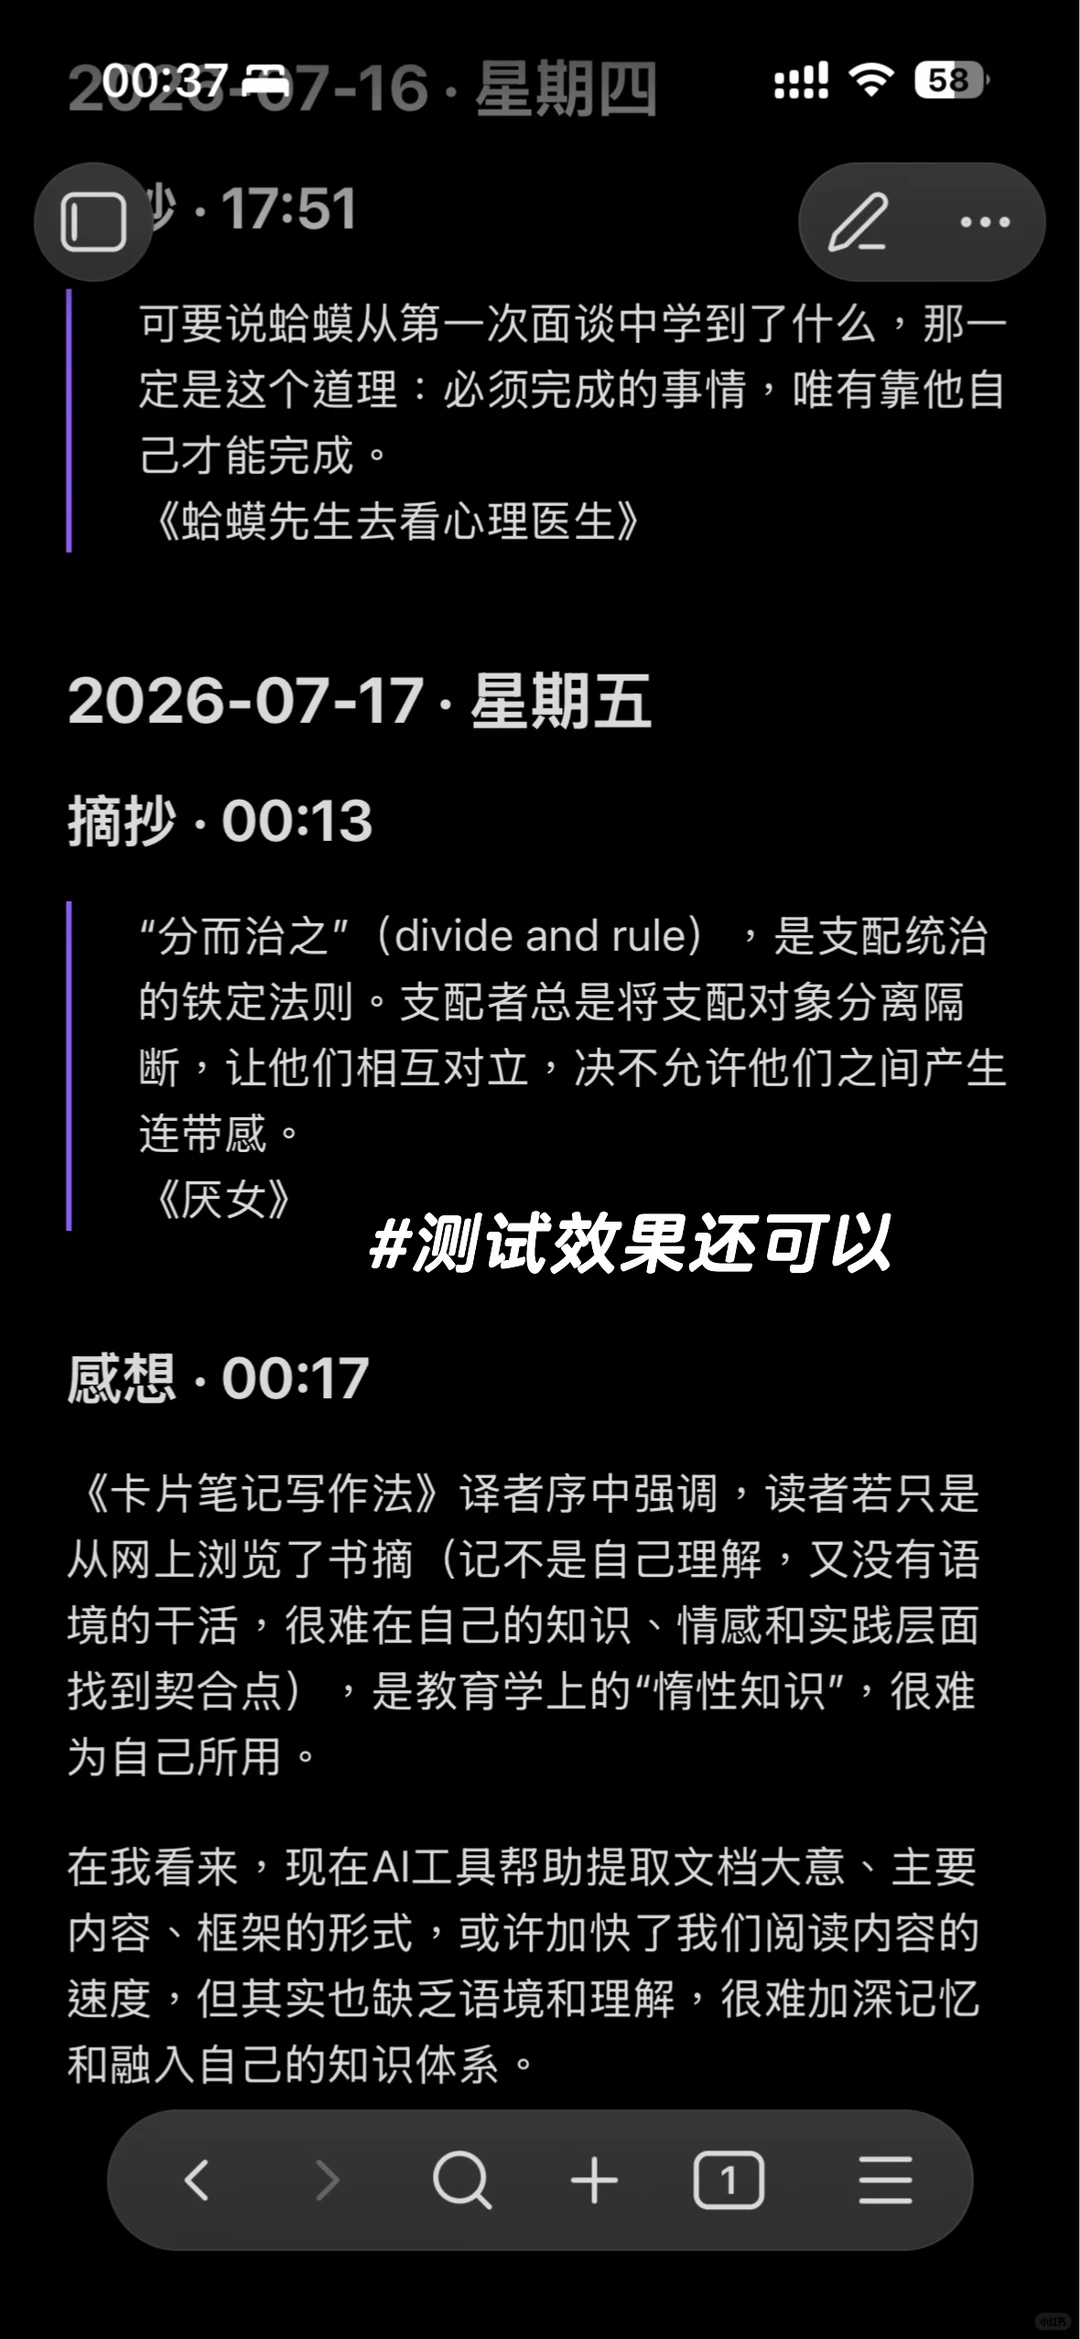 00:37
58
2026-07-16 · 星期四
抄 · 17:51
可要说蛤蟆从第一次面谈中学到了什么，那一
定是这个道理：必须完成的事情，唯有靠他自
己才能完成。
《蛤蟆先生去看心理医生》
2026-07-17 · 星期五
摘抄 · 00:13
“分而治之”（divide and rule），是支配统治
的铁定法则。支配者总是将支配对象分离隔
断，让他们相互对立，决不允许他们之间产生
连带感。
《厌女》
#测试效果还可以
感想 · 00:17
《卡片笔记写作法》译者序中强调，读者若只是
从网上浏览了书摘（记不是自己理解，又没有语
境的干活，很难在自己的知识、情感和实践层面
找到契合点），是教育学上的“惰性知识”，很难
为自己所用。
在我看来，现在AI工具帮助提取文档大意、主要
内容、框架的形式，或许加快了我们阅读内容的
速度，但其实也缺乏语境和理解，很难加深记忆
和融入自己的知识体系。
1
小红书